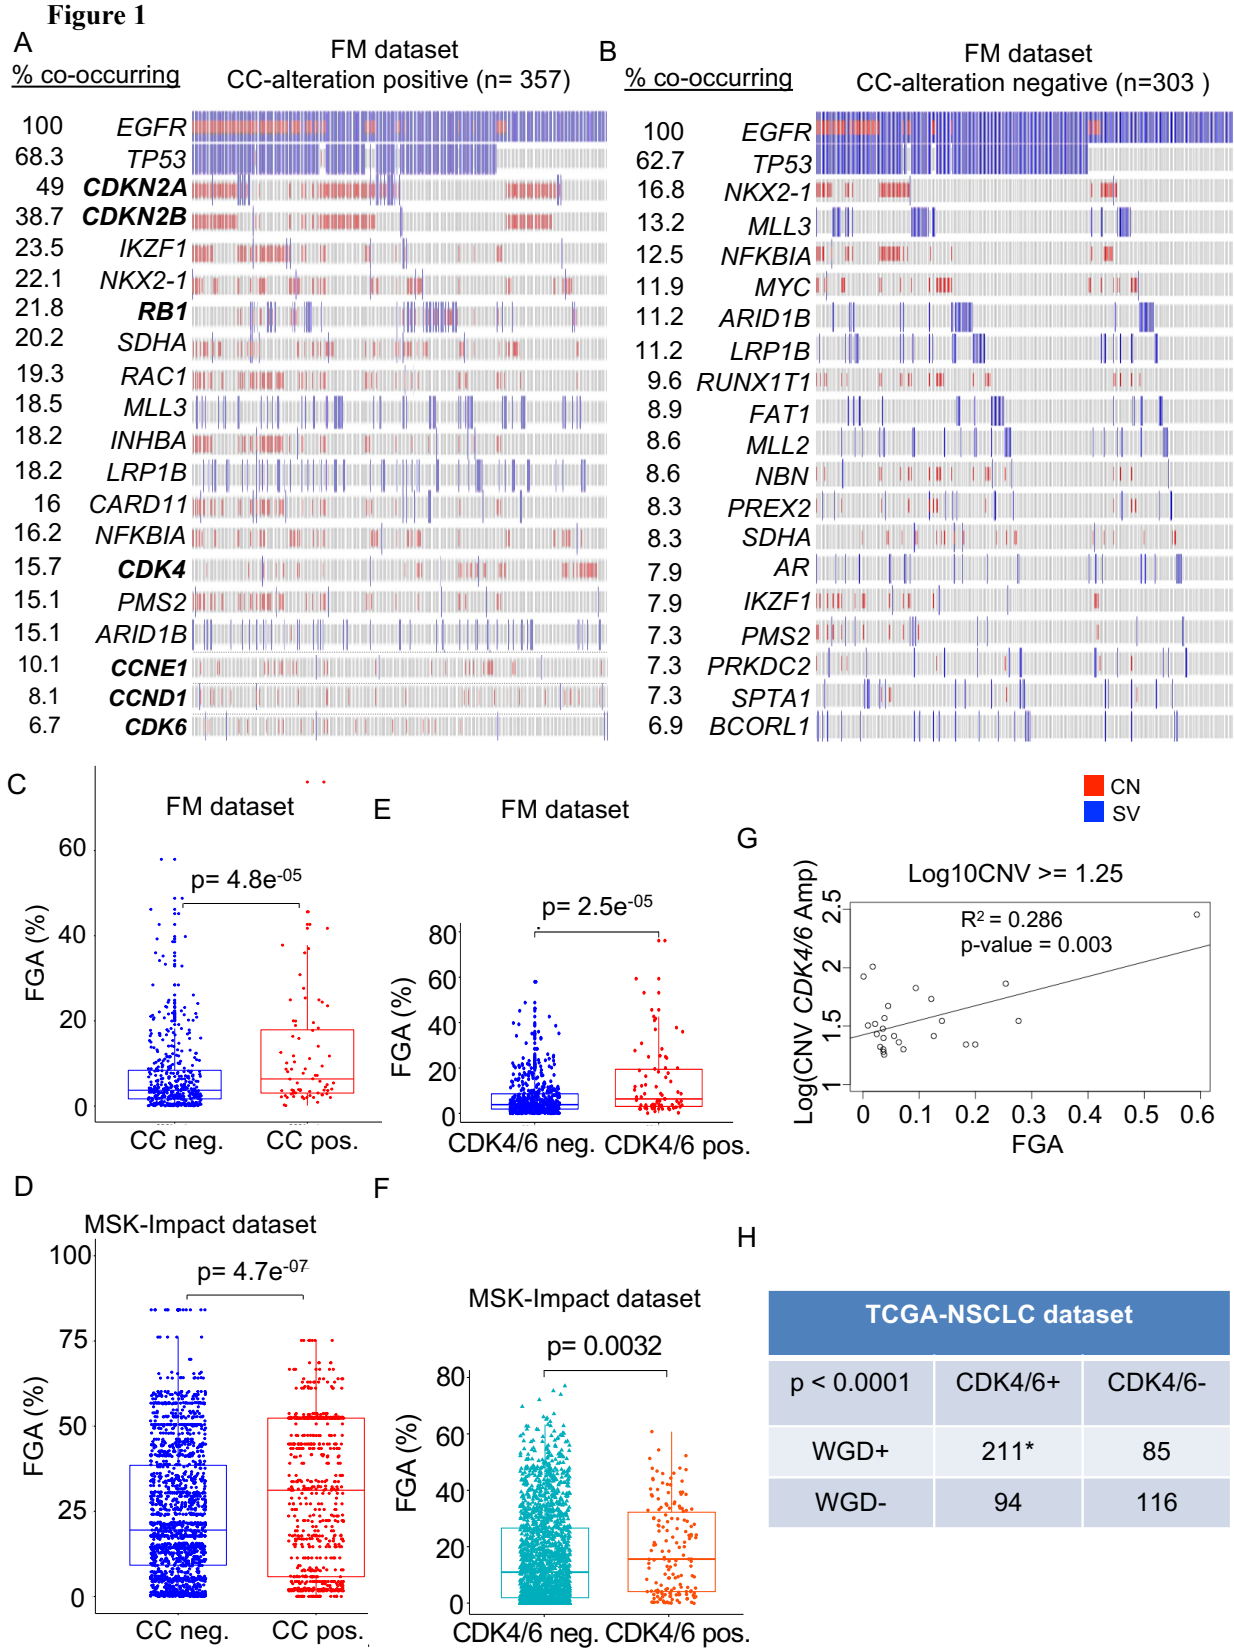 Figure 1
A
FM dataset
CC-alteration positive (n= 357)
% co-occurring
100 EGFR
68.3 TP53
49 CDKN2A
38.7 CDKN2B
23.5 IKZF1
22.1 NKX2-1
21.8 RB1
20.2 SDHA
19.3 RAC1
18.5 MLL3
18.2 INHBA
18.2 LRP1B
16 CARD11
16.2 NFKBIA
15.7 CDK4
15.1 PMS2
15.1 ARID1B
10.1 CCNE1
8.1 CCND1
6.7 CDK6
B
FM dataset
CC-alteration negative (n=303 )
% co-occurring
100 EGFR
62.7 TP53
16.8 NKX2-1
13.2 MLL3
12.5 NFKBIA
11.9 MYC
11.2 ARID1B
11.2 LRP1B
9.6 RUNX1T1
8.9 FAT1
8.6 MLL2
8.6 NBN
8.3 PREX2
8.3 SDHA
7.9 AR
7.9 IKZF1
7.3 PMS2
7.3 PRKDC2
7.3 SPTA1
6.9 BCORL1
CN
SV
C
FM dataset
p= 4.8e-05
FGA (%)
60
40
20
0
CC neg. CC pos.
E
FM dataset
p= 2.5e-05
FGA (%)
80
60
40
20
0
CDK4/6 neg. CDK4/6 pos.
G
Log10CNV >= 1.25
R2 = 0.286
p-value = 0.003
Log(CNV CDK4/6 Amp)
2.5
2
1.5
1
0 0.1 0.2 0.3 0.4 0.5 0.6
FGA
D
MSK-Impact dataset
p= 4.7e-07
FGA (%)
100
75
50
25
0
CC neg. CC pos.
F
MSK-Impact dataset
p= 0.0032
FGA (%)
80
60
40
20
0
CDK4/6 neg. CDK4/6 pos.
H
TCGA-NSCLC dataset
p < 0.0001 CDK4/6+ CDK4/6-
WGD+ 211* 85
WGD- 94 116